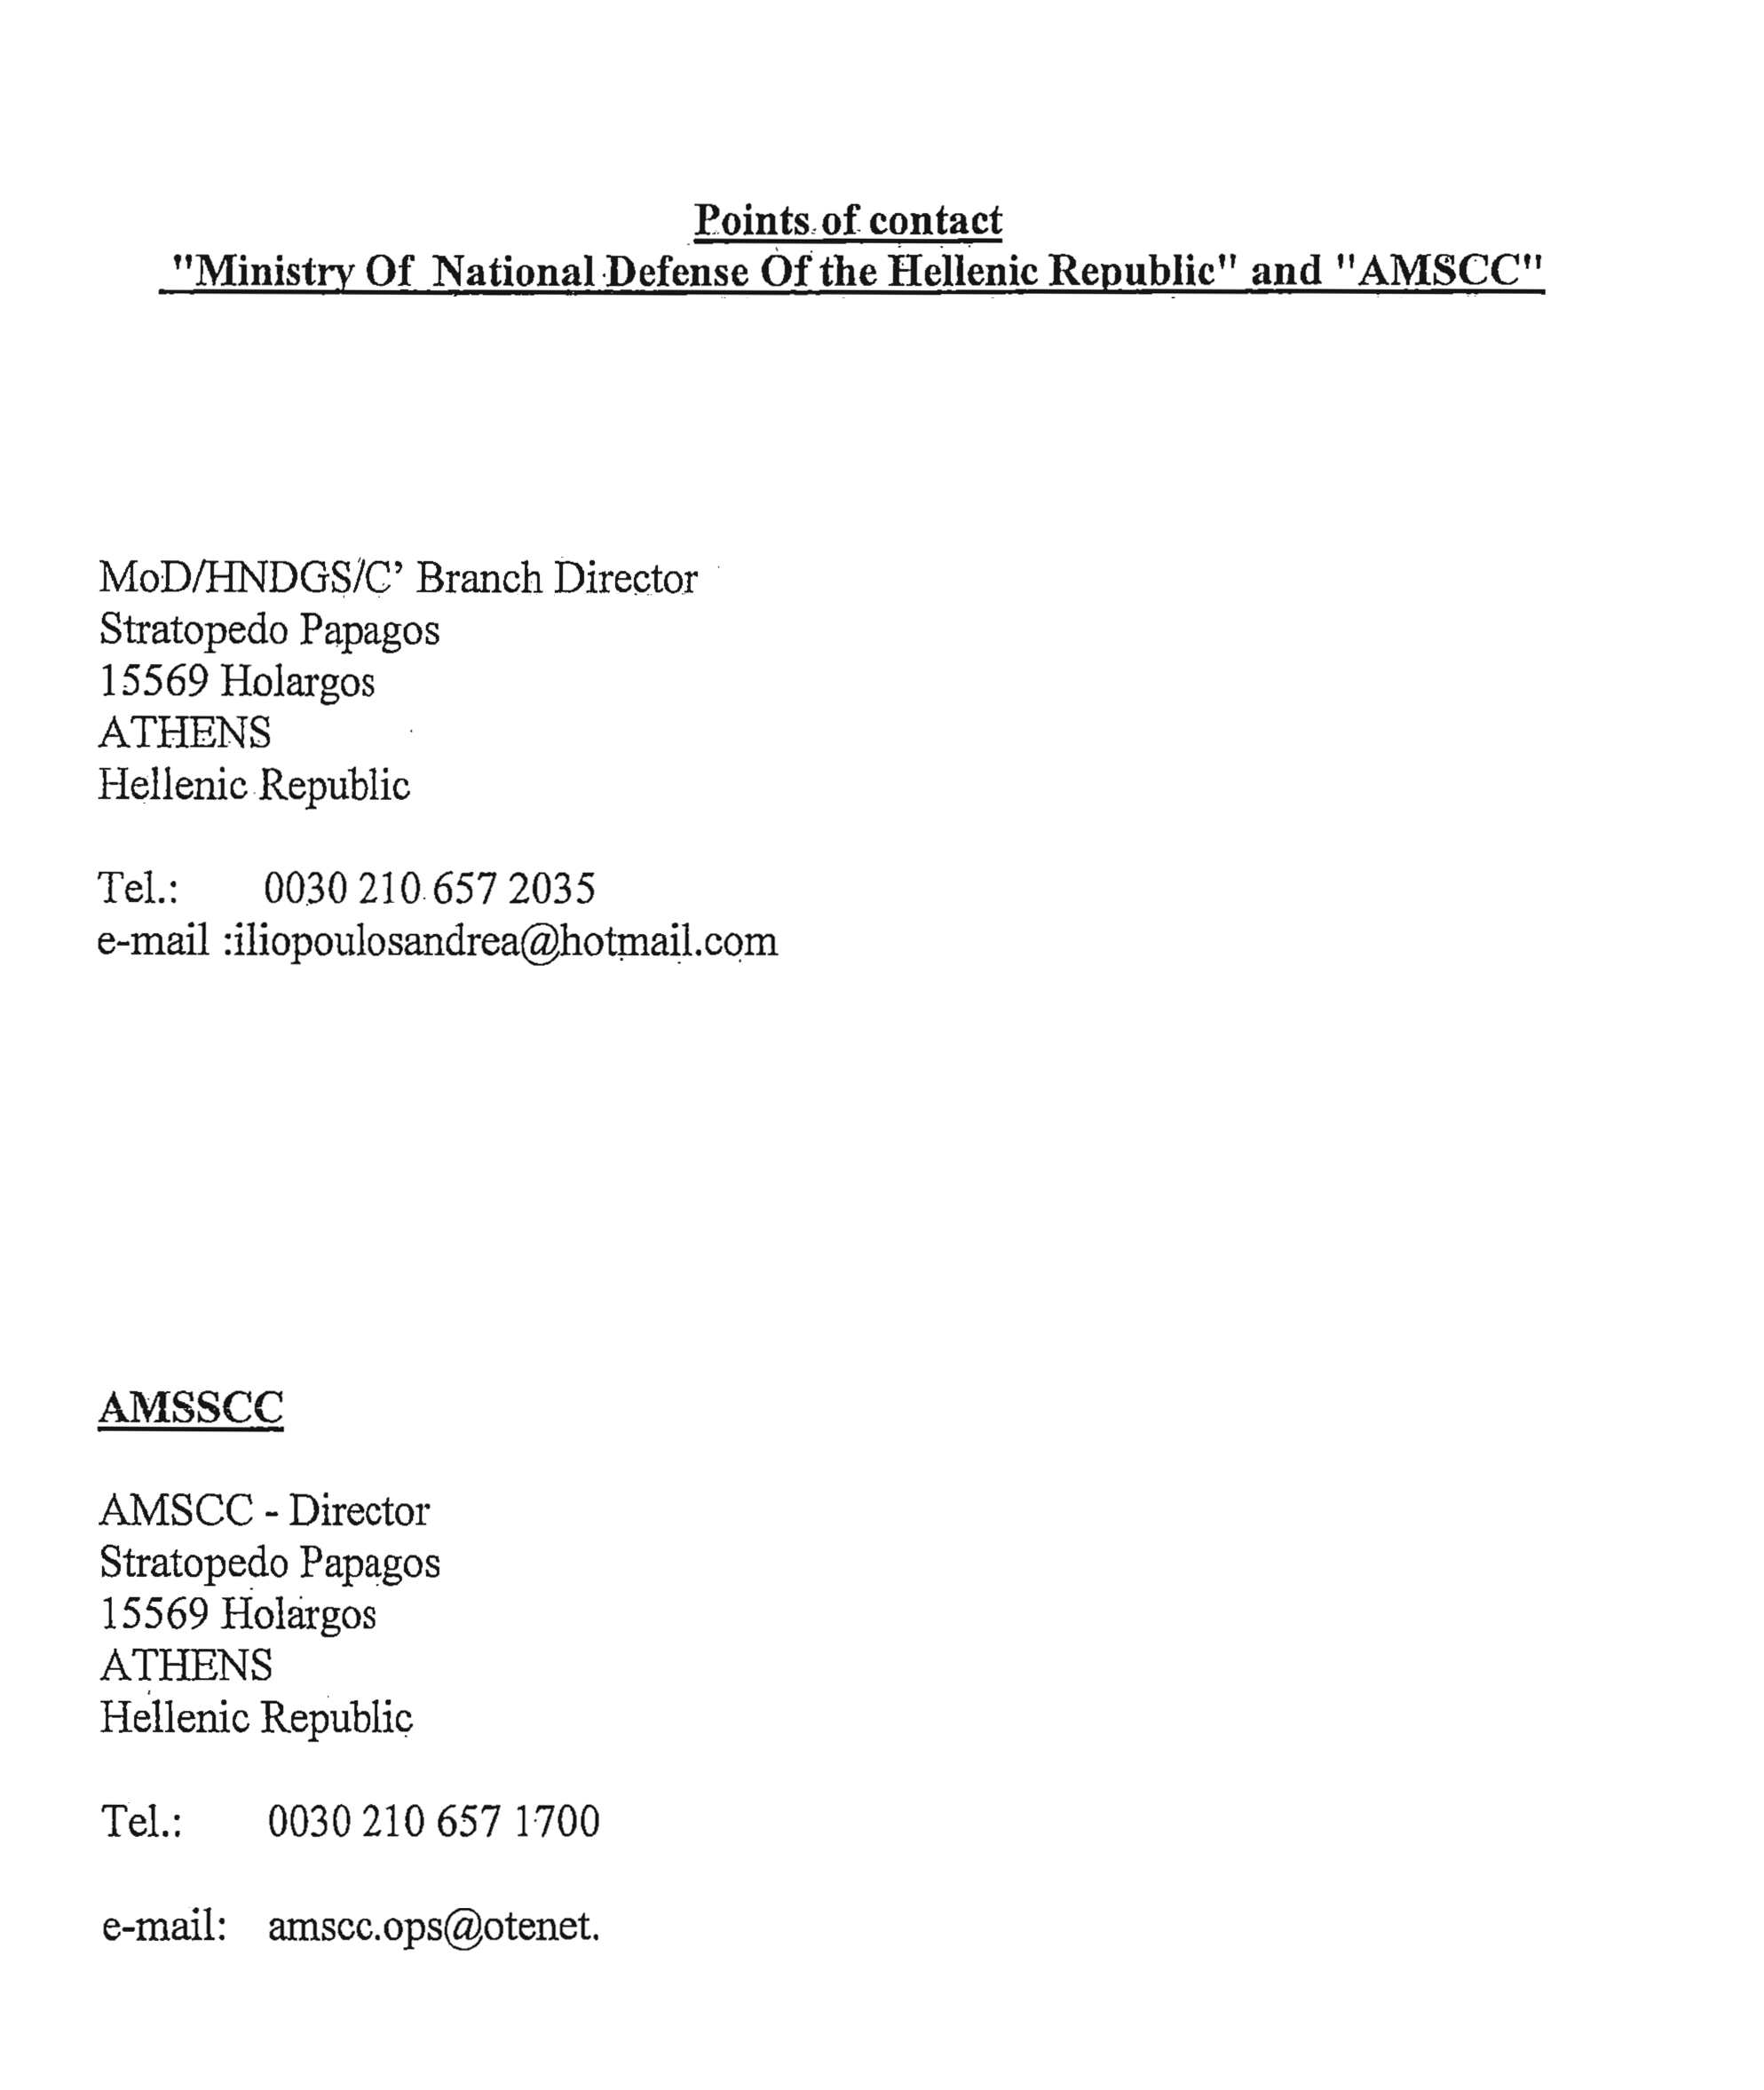 Points of contact
"Ministry Of National Defense Of the Hellenic Republic" and "AMSCC"
MoD/HNDGS/C’ Branch Director
Stratopedo Papagos
15569 Holargos
ATHENS
Hellenic Republic
Tel.: 0030 210 657 2035
e-mail :iliopoulosandrea@hotmail.com
AMSSCC
AMSCC - Director
Stratopedo Papagos
15569 Holargos
ATHENS
Hellenic Republic
Tel.: 0030 210 657 1700
e-mail: amscc.ops@otenet.